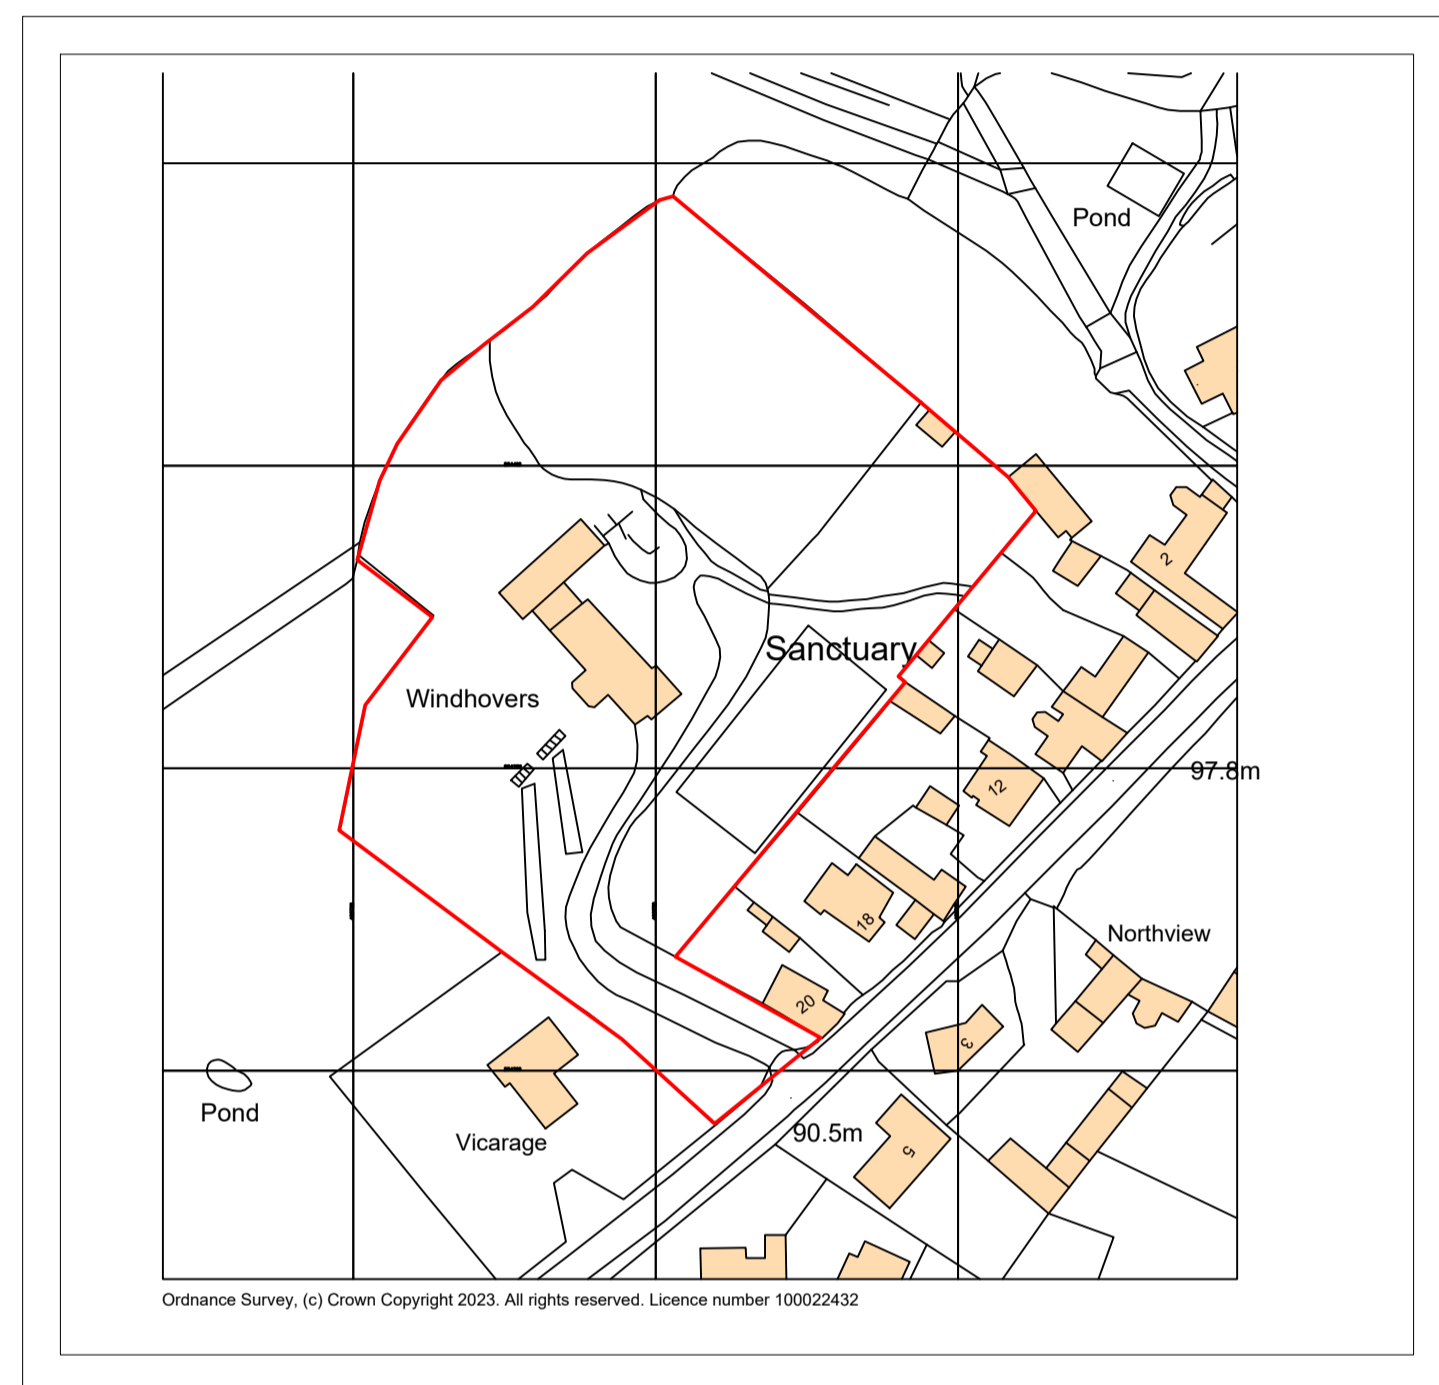 Pond
2
Sanctuary
Windhovers
97.8m
12
18
Northview
20
3
Pond
Vicarage
90.5m
5
Ordnance Survey, (c) Crown Copyright 2023. All rights reserved. Licence number 100022432